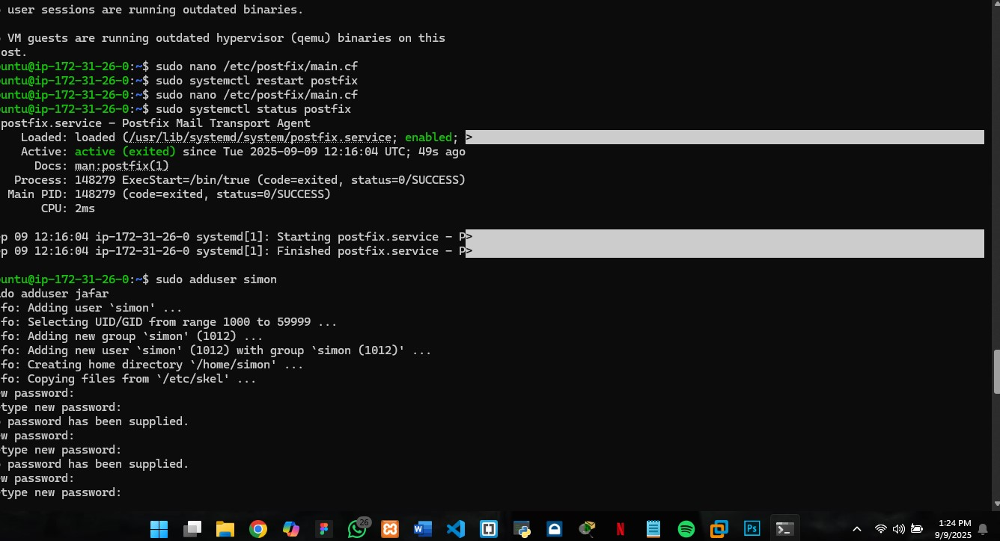 user sessions are running outdated binaries.
VM guests are running outdated hypervisor (qemu) binaries on this
ost.
untu@ip-172-31-26-0:~$ sudo nano /etc/postfix/main.cf
untu@ip-172-31-26-0:~$ sudo systemctl restart postfix
untu@ip-172-31-26-0:~$ sudo nano /etc/postfix/main.cf
untu@ip-172-31-26-0:~$ sudo systemctl status postfix
postfix.service - Postfix Mail Transport Agent
Loaded: loaded (/usr/lib/systemd/system/postfix.service; enabled; >
Active: active (exited) since Tue 2025-09-09 12:16:04 UTC; 49s ago
Docs: man:postfix(1)
Process: 148279 ExecStart=/bin/true (code=exited, status=0/SUCCESS)
Main PID: 148279 (code=exited, status=0/SUCCESS)
CPU: 2ms
p 09 12:16:04 ip-172-31-26-0 systemd[1]: Starting postfix.service - P>
p 09 12:16:04 ip-172-31-26-0 systemd[1]: Finished postfix.service - P>
untu@ip-172-31-26-0:~$ sudo adduser simon
do adduser jafar
fo: Adding user `simon' ...
fo: Selecting UID/GID from range 1000 to 59999 ...
fo: Adding new group `simon' (1012) ...
fo: Adding new user `simon' (1012) with group `simon (1012)' ...
fo: Creating home directory `/home/simon' ...
fo: Copying files from `/etc/skel' ...
w password:
type new password:
password has been supplied.
w password:
type new password:
password has been supplied.
w password:
type new password:
26
1:24 PM
9/9/2025